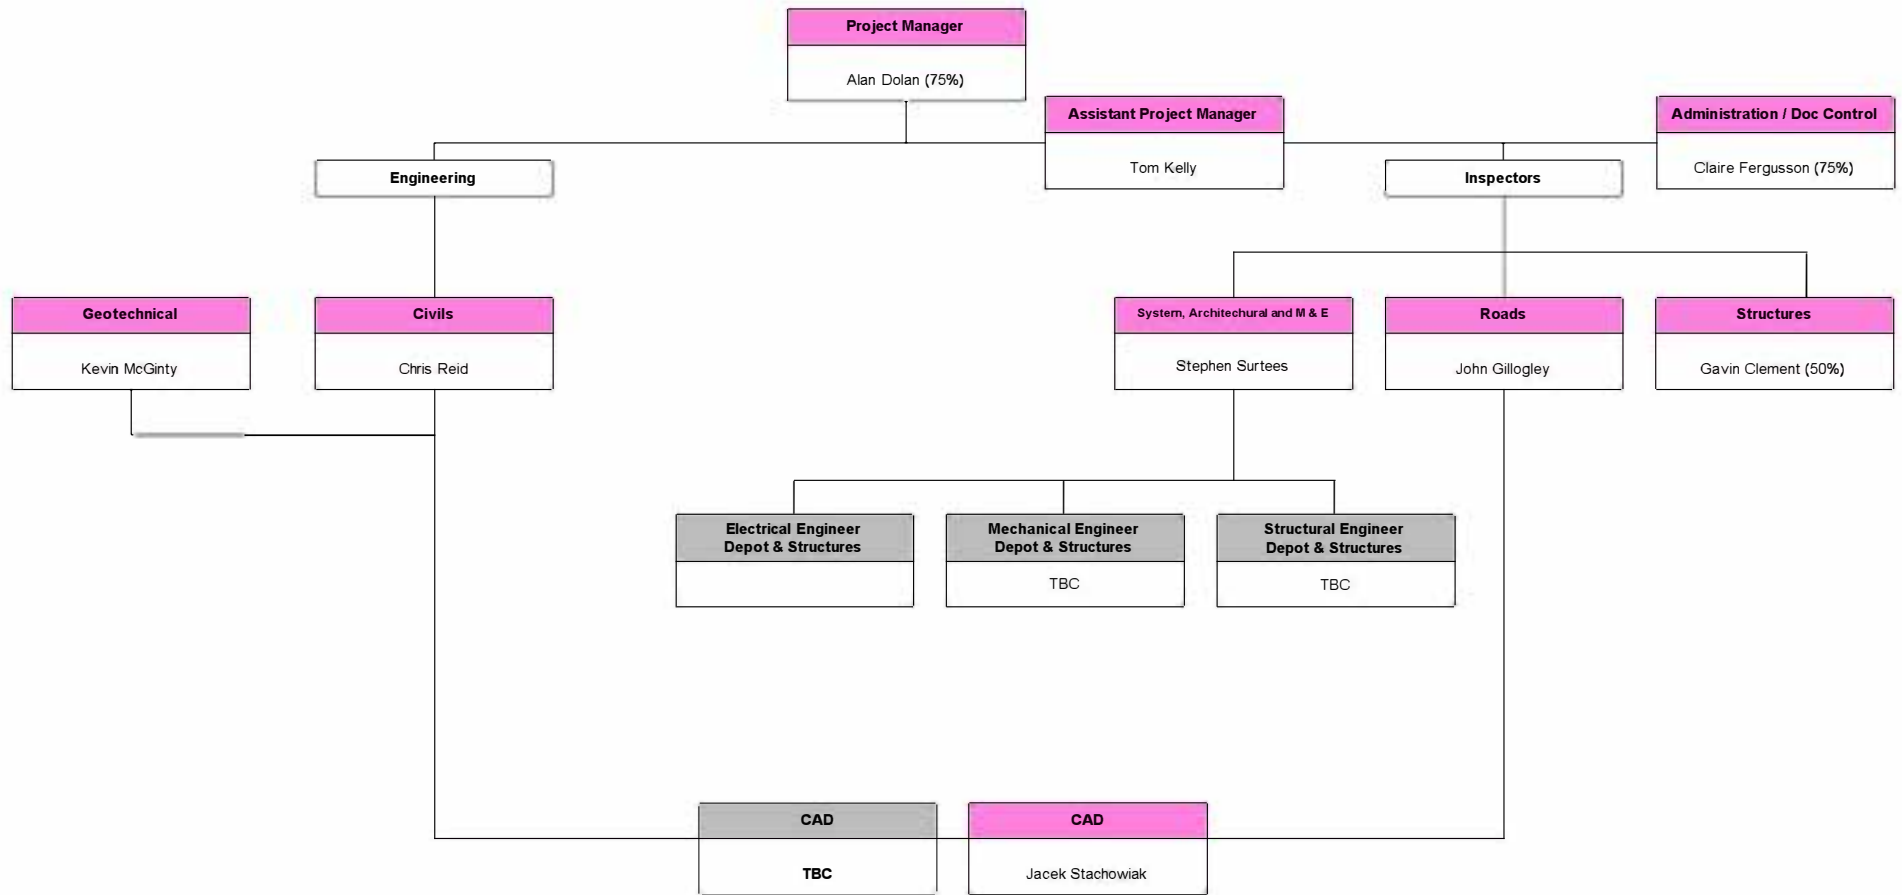 Project Manager
Alan Dolan (75%)
Assistant Project Manager
Tom Kelly
Administration / Doc Control
Claire Fergusson (75%)
Engineering
Inspectors
Geotechnical
Kevin McGinty
Civils
Chris Reid
System, Architechural and M & E
Stephen Surtees
Roads
John Gillogley
Structures
Gavin Clement (50%)
Electrical Engineer
Depot & Structures
Mechanical Engineer
Depot & Structures
TBC
Structural Engineer
Depot & Structures
TBC
CAD
TBC
CAD
Jacek Stachowiak